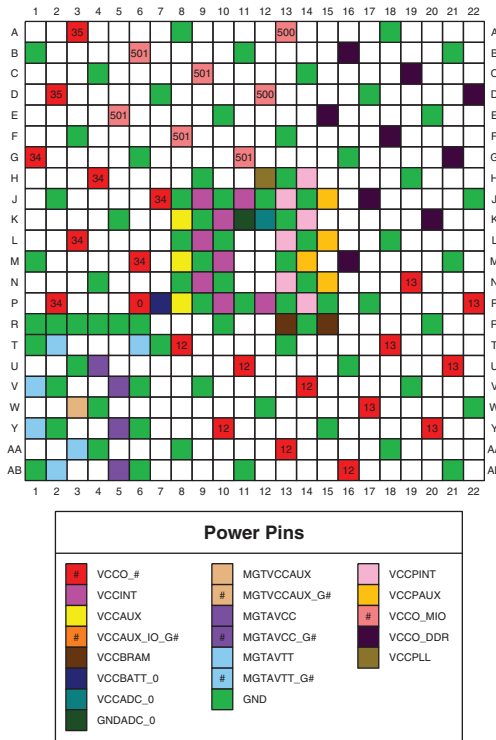 1 2 3 4 5 6 7 8 9 10 11 12 13 14 15 16 17 18 19 20 21 22
A 35 500 A
B 501 B
C 501 C
D 35 500 D
E 501 E
F 501 F
G 34 501 G
H 34 H
J 34 J
K K
L 34 L
M 34 M
N 13 N
P 34 0 13 P
R R
T 12 13 T
U 12 13 U
V 12 V
W 13 W
Y 12 13 Y
AA 12 AA
AB 12
1 2 3 4 5 6 7 8 9 10 11 12 13 14 15 16 17 18 19 20 21 22
Power Pins
# VCCO_#
VCCINT
VCCAUX
# VCCAUX_IO_G#
VCCBRAM
VCCBATT_0
VCCADC_0
GNDADC_0
MGTVCCAUX
# MGTVCCAUX_G#
MGTAVCC
# MGTAVCC_G#
MGTAVTT
# MGTAVTT_G#
GND
VCCPINT
VCCPAUX
# VCCO_MIO
VCCO_DDR
VCCPLL